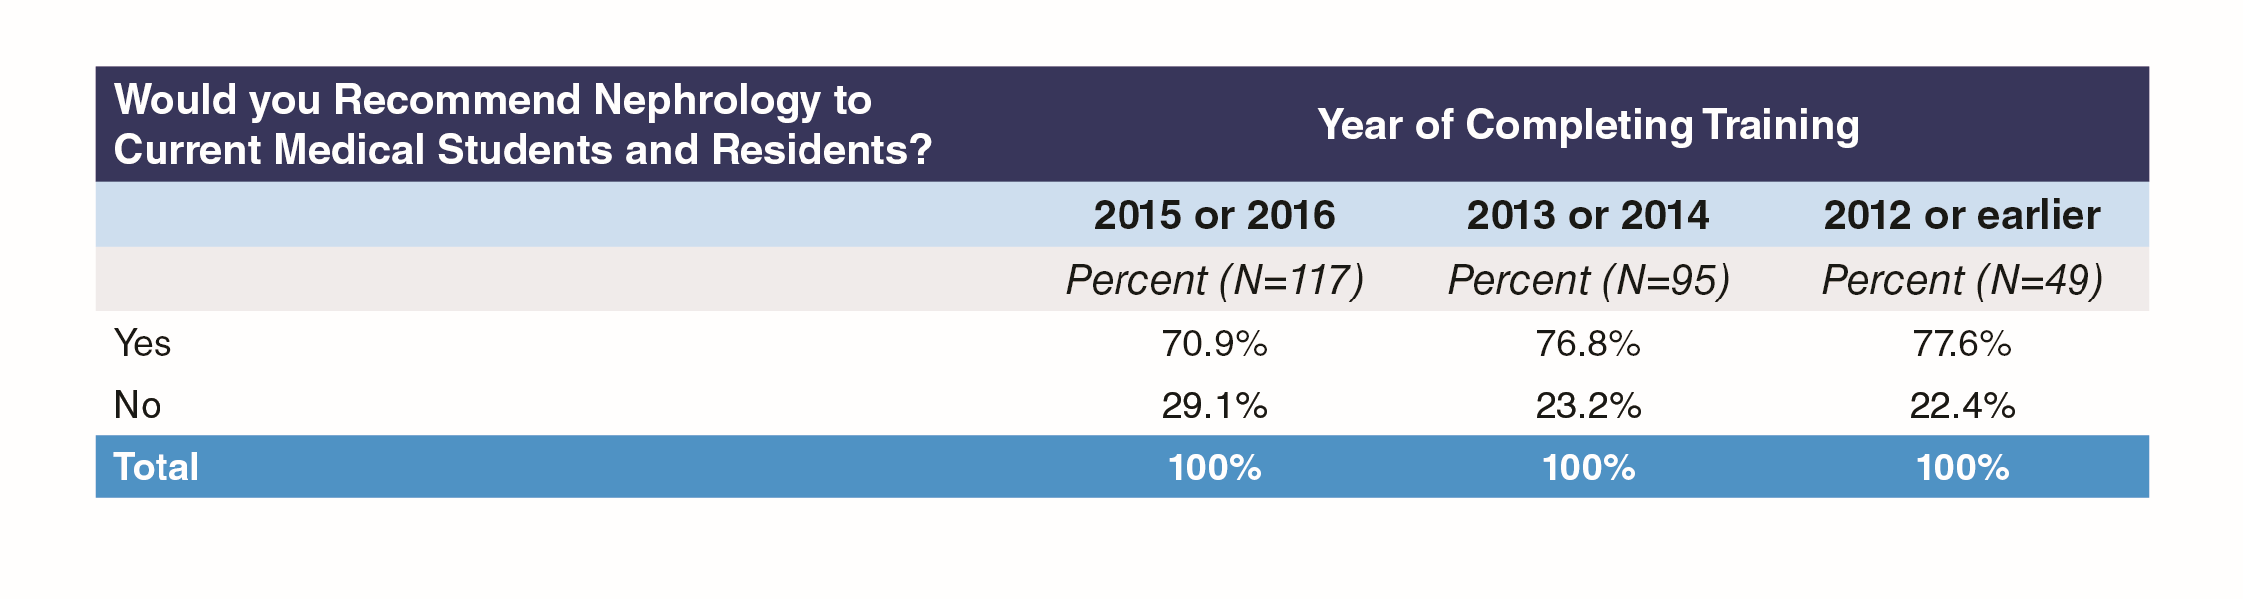 Would you Recommend Nephrology to
Current Medical Students and Residents?
Year of Completing Training
2015 or 2016 2013 or 2014 2012 or earlier
Percent (N=117) Percent (N=95) Percent (N=49)
Yes 70.9% 76.8% 77.6%
No 29.1% 23.2% 22.4%
Total 100% 100% 100%